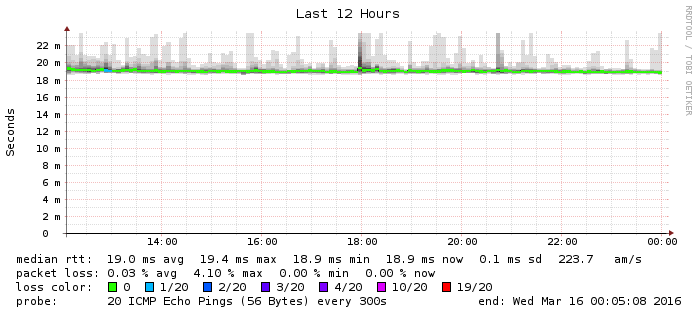 Last 12 Hours
RRDTOOL / TOBI OETIKER
Seconds
22 m
20 m
18 m
16 m
14 m
12 m
10 m
8 m
6 m
4 m
2 m
0
14:00 16:00 18:00 20:00 22:00 00:00
median rtt: 19.0 ms avg 19.4 ms max 18.9 ms min 18.9 ms now 0.1 ms sd 223.7 am/s
packet loss: 0.03 % avg 4.10 % max 0.00 % min 0.00 % now
loss color: 0 1/20 2/20 3/20 4/20 10/20 19/20
probe: 20 ICMP Echo Pings (56 Bytes) every 300s end: Wed Mar 16 00:05:08 2016